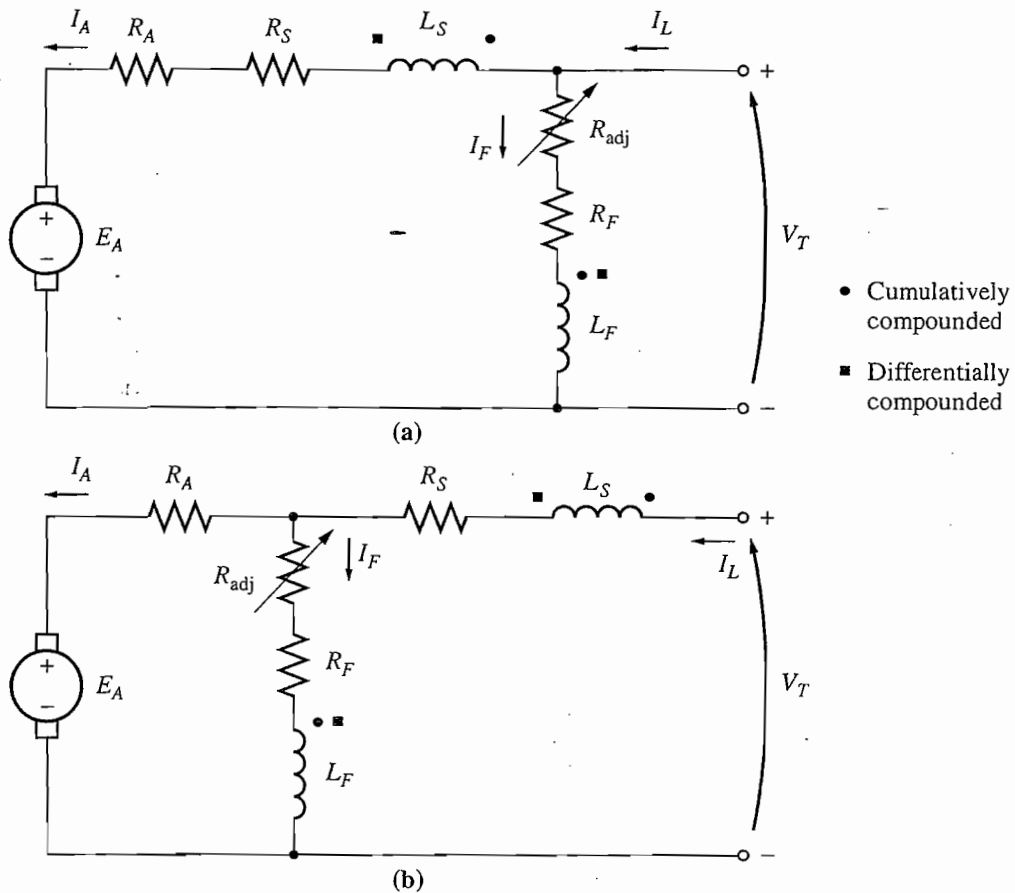 I_A R_A R_S L_S I_L
+
I_F R_adj
R_F
+ E_A V_T
−
L_F
• Cumulatively
compounded
■ Differentially
compounded
−
(a)
I_A R_A R_S L_S
+
I_F I_L
R_adj
R_F
+ E_A V_T
−
L_F
−
(b)